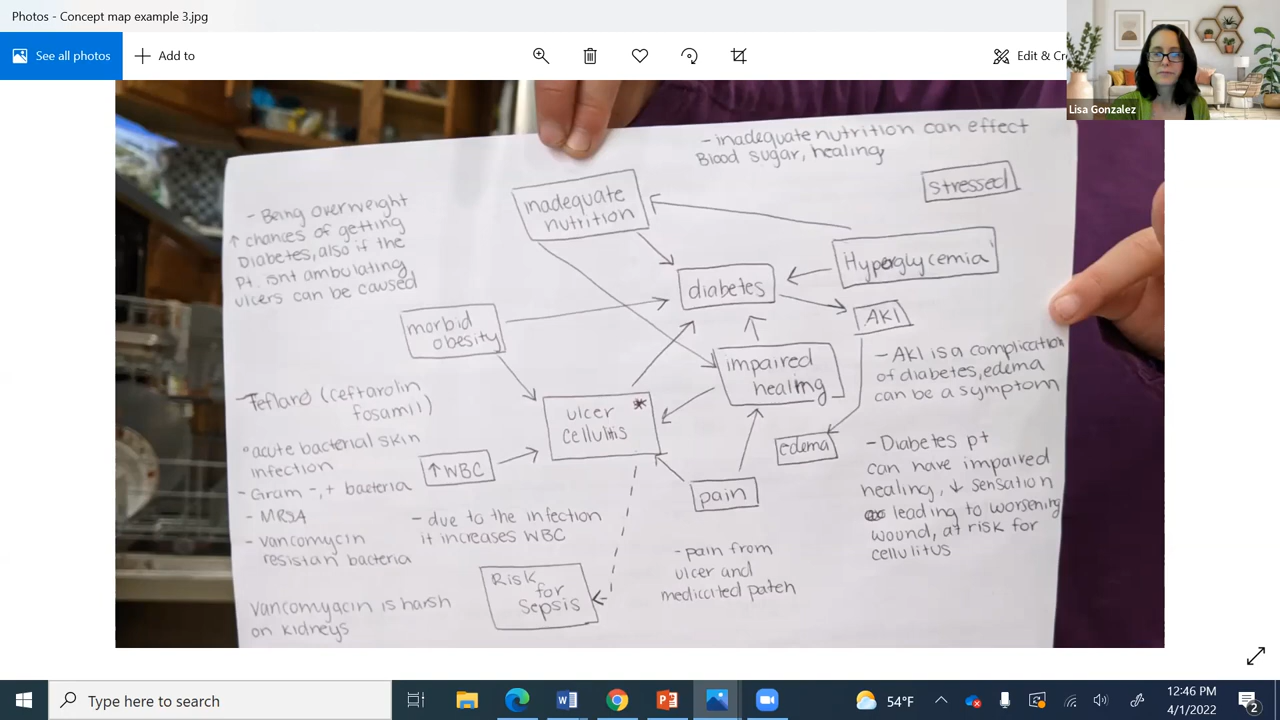 Photos - Concept map example 3.jpg
See all photos
Add to
Edit & Cr
Lisa Gonzalez
- inadequate nutrition can effect
Blood sugar, healing
stressed
inadequate
nutrition
- Being overweight
↑ chances of getting
Diabetes, also if the
Pt. isnt ambulating
ulcers can be caused
Hyperglycemia
diabetes
AKI
morbid
obesity
impaired
healing
- AKI is a complication
of diabetes, edema
can be a symptom
- Teflaro (ceftarolin
fosamil)
ulcer *
cellulitis
edema
° acute bacterial skin
infection
- Gram -, + bacteria
- MRSA
- vancomycin
resistan bacteria
↑ WBC
pain
- Diabetes pt
can have impaired
healing, ↓ sensation
leading to worsening
wound, at risk for
cellulitus
- due to the infection
it increases WBC
- pain from
ulcer and
Risk
for
sepsis
vancomycin is harsh
on kidneys
Type here to search
54°F
12:46 PM
4/1/2022
2